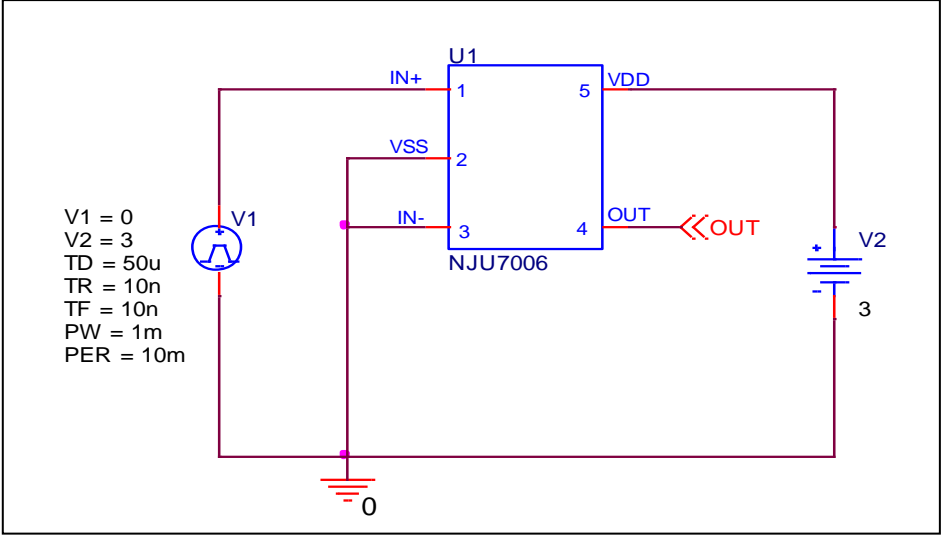 U1
IN+
1
5
VDD
VSS
2
IN-
3
4
OUT
OUT
NJU7006
V1 = 0
V2 = 3
TD = 50u
TR = 10n
TF = 10n
PW = 1m
PER = 10m
V1
+
-
V2
+
-
3
0